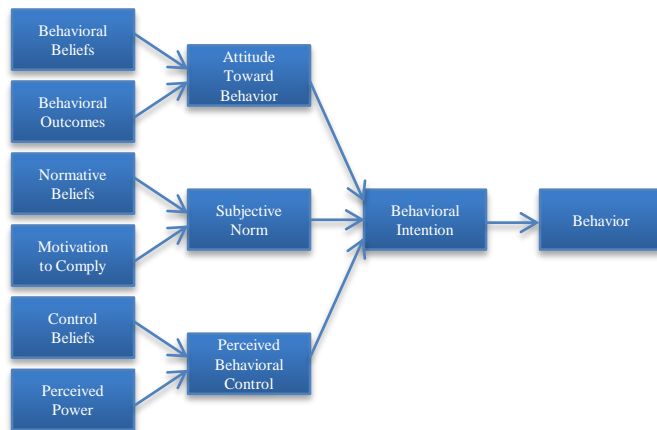 Behavioral
Beliefs
Behavioral
Outcomes
Normative
Beliefs
Motivation
to Comply
Control
Beliefs
Perceived
Power
Attitude
Toward
Behavior
Subjective
Norm
Perceived
Behavioral
Control
Behavioral
Intention
Behavior